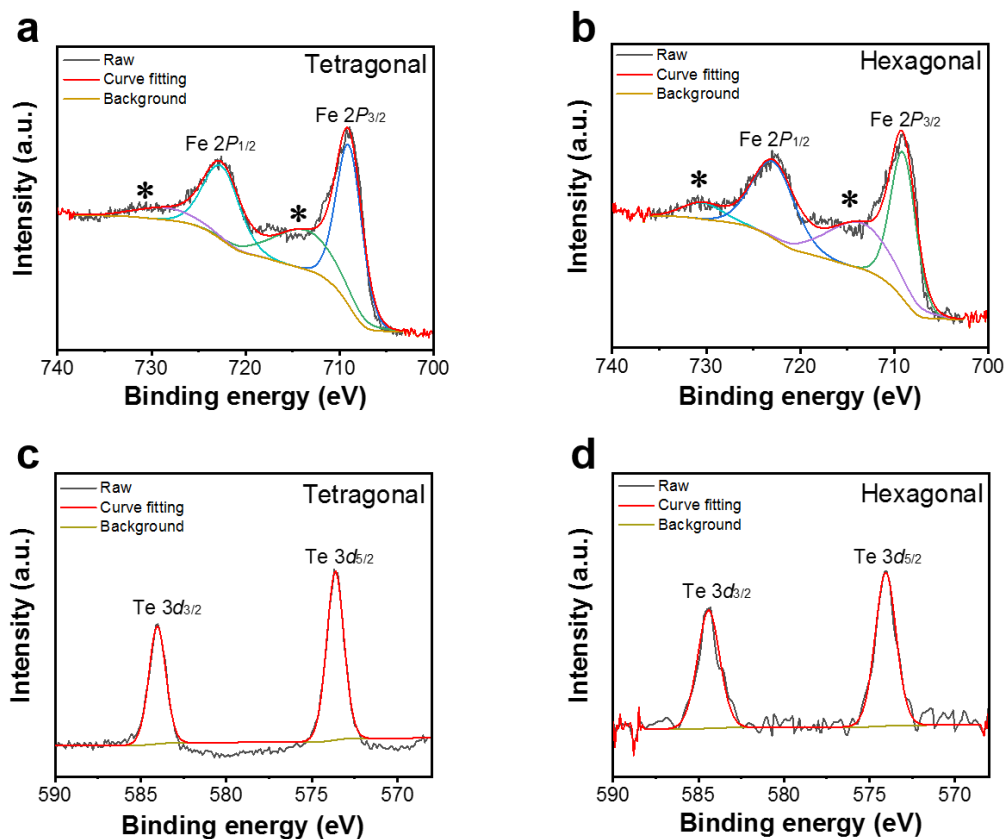 a
Raw
Curve fitting
Background
Tetragonal
Fe 2P1/2
Fe 2P3/2
*
*
Intensity (a.u.)
740 730 720 710 700
Binding energy (eV)
b
Raw
Curve fitting
Background
Hexagonal
Fe 2P1/2
Fe 2P3/2
*
*
Intensity (a.u.)
740 730 720 710 700
Binding energy (eV)
c
Raw
Curve fitting
Background
Tetragonal
Te 3d3/2
Te 3d5/2
Intensity (a.u.)
590 585 580 575 570
Binding energy (eV)
d
Raw
Curve fitting
Background
Hexagonal
Te 3d3/2
Te 3d5/2
Intensity (a.u.)
590 585 580 575 570
Binding energy (eV)